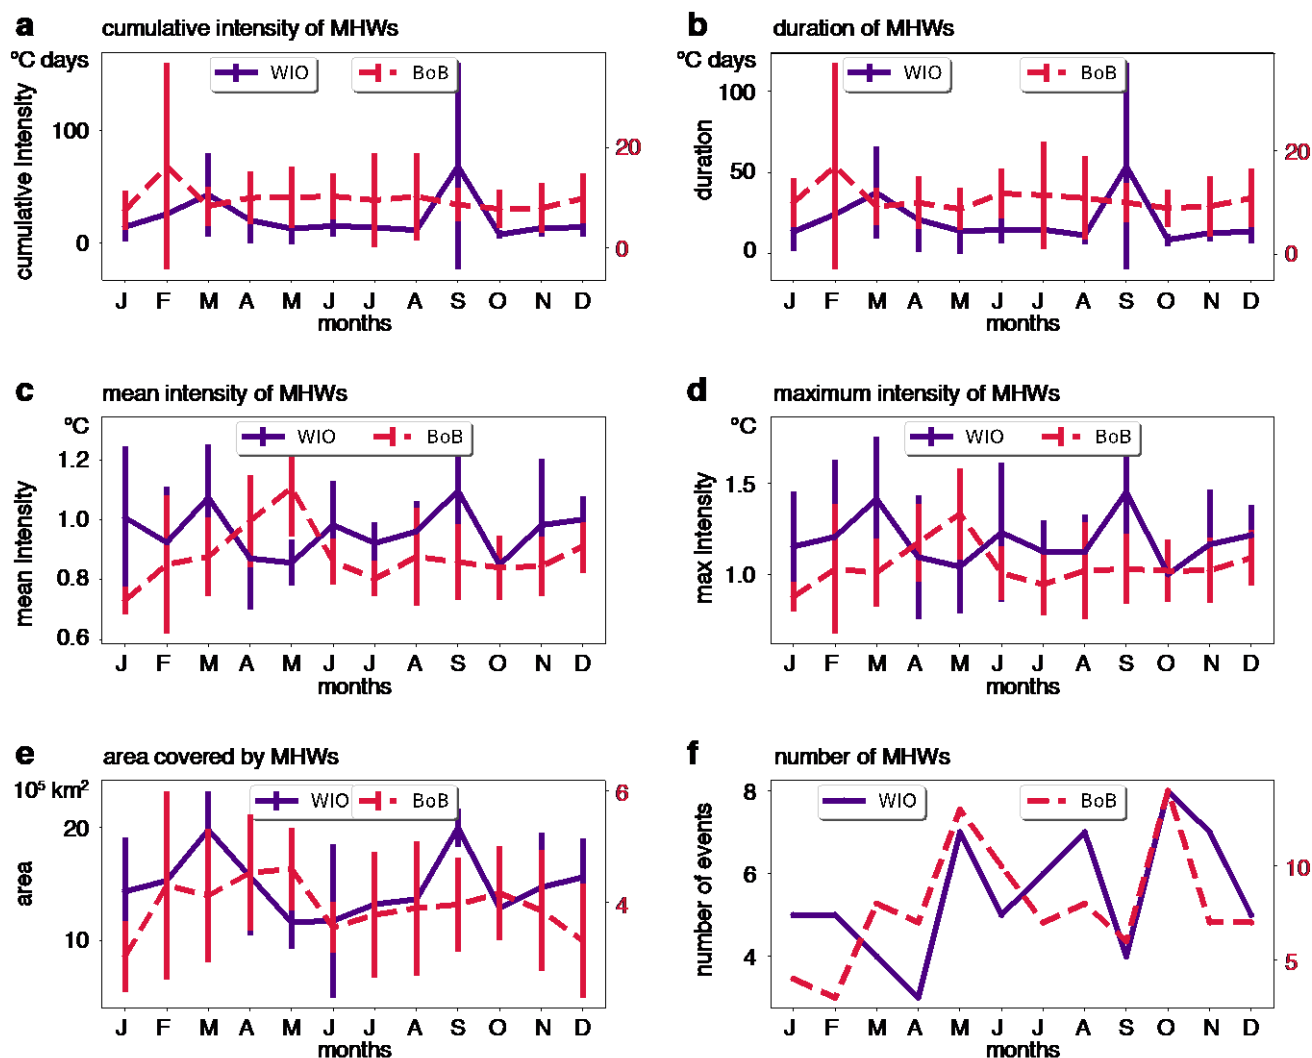 a cumulative intensity of MHWs
°C days
WIO BoB
cumulative Intensity
100
0
20
0
J F M A M J J A S O N D
months
b duration of MHWs
°C days
WIO BoB
duration
100
50
0
20
0
J F M A M J J A S O N D
months
c mean intensity of MHWs
°C
WIO BoB
mean Intensity
1.2
1.0
0.8
0.6
J F M A M J J A S O N D
months
d maximum intensity of MHWs
°C
WIO BoB
max Intensity
1.5
1.0
J F M A M J J A S O N D
months
e area covered by MHWs
10⁵ km²
WIO BoB
area
20
10
6
4
J F M A M J J A S O N D
months
f number of MHWs
WIO BoB
number of events
8
6
4
10
5
J F M A M J J A S O N D
months